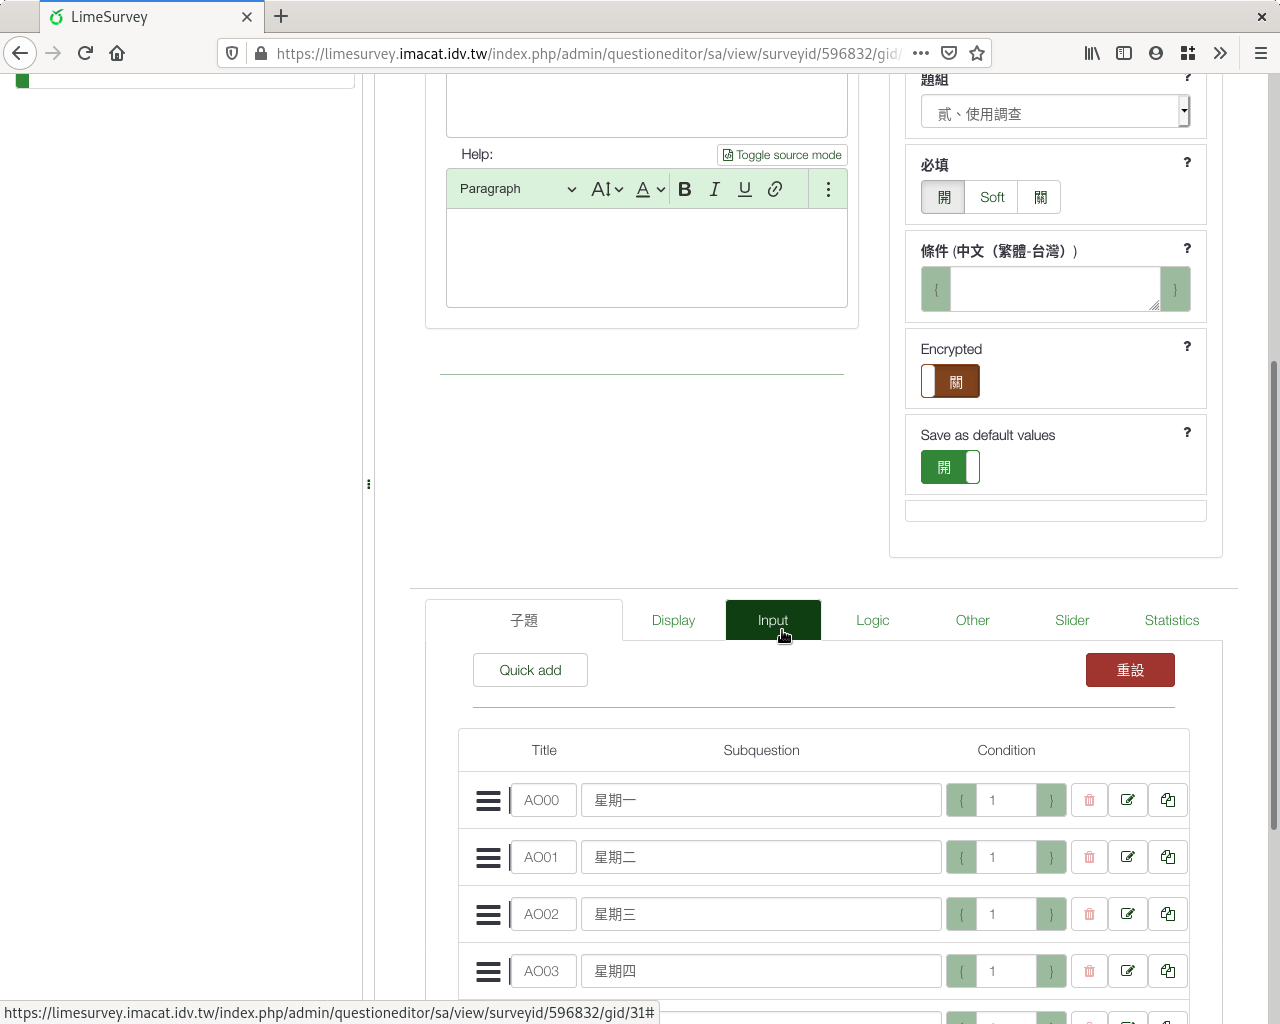 LimeSurvey
https://limesurvey.imacat.idv.tw/index.php/admin/questioneditor/sa/view/surveyid/596832/gid/
題組
?
貳、使用調查
Help:
Toggle source mode
Paragraph
A
A
B
I
U
必填
?
開
Soft
關
條件 (中文（繁體-台灣）)
?
{
}
Encrypted
?
關
Save as default values
?
開
子題
Display
Input
Logic
Other
Slider
Statistics
Quick add
重設
Title
Subquestion
Condition
AO00
星期一
{ 1 }
AO01
星期二
{ 1 }
AO02
星期三
{ 1 }
AO03
星期四
{ 1 }
https://limesurvey.imacat.idv.tw/index.php/admin/questioneditor/sa/view/surveyid/596832/gid/31#